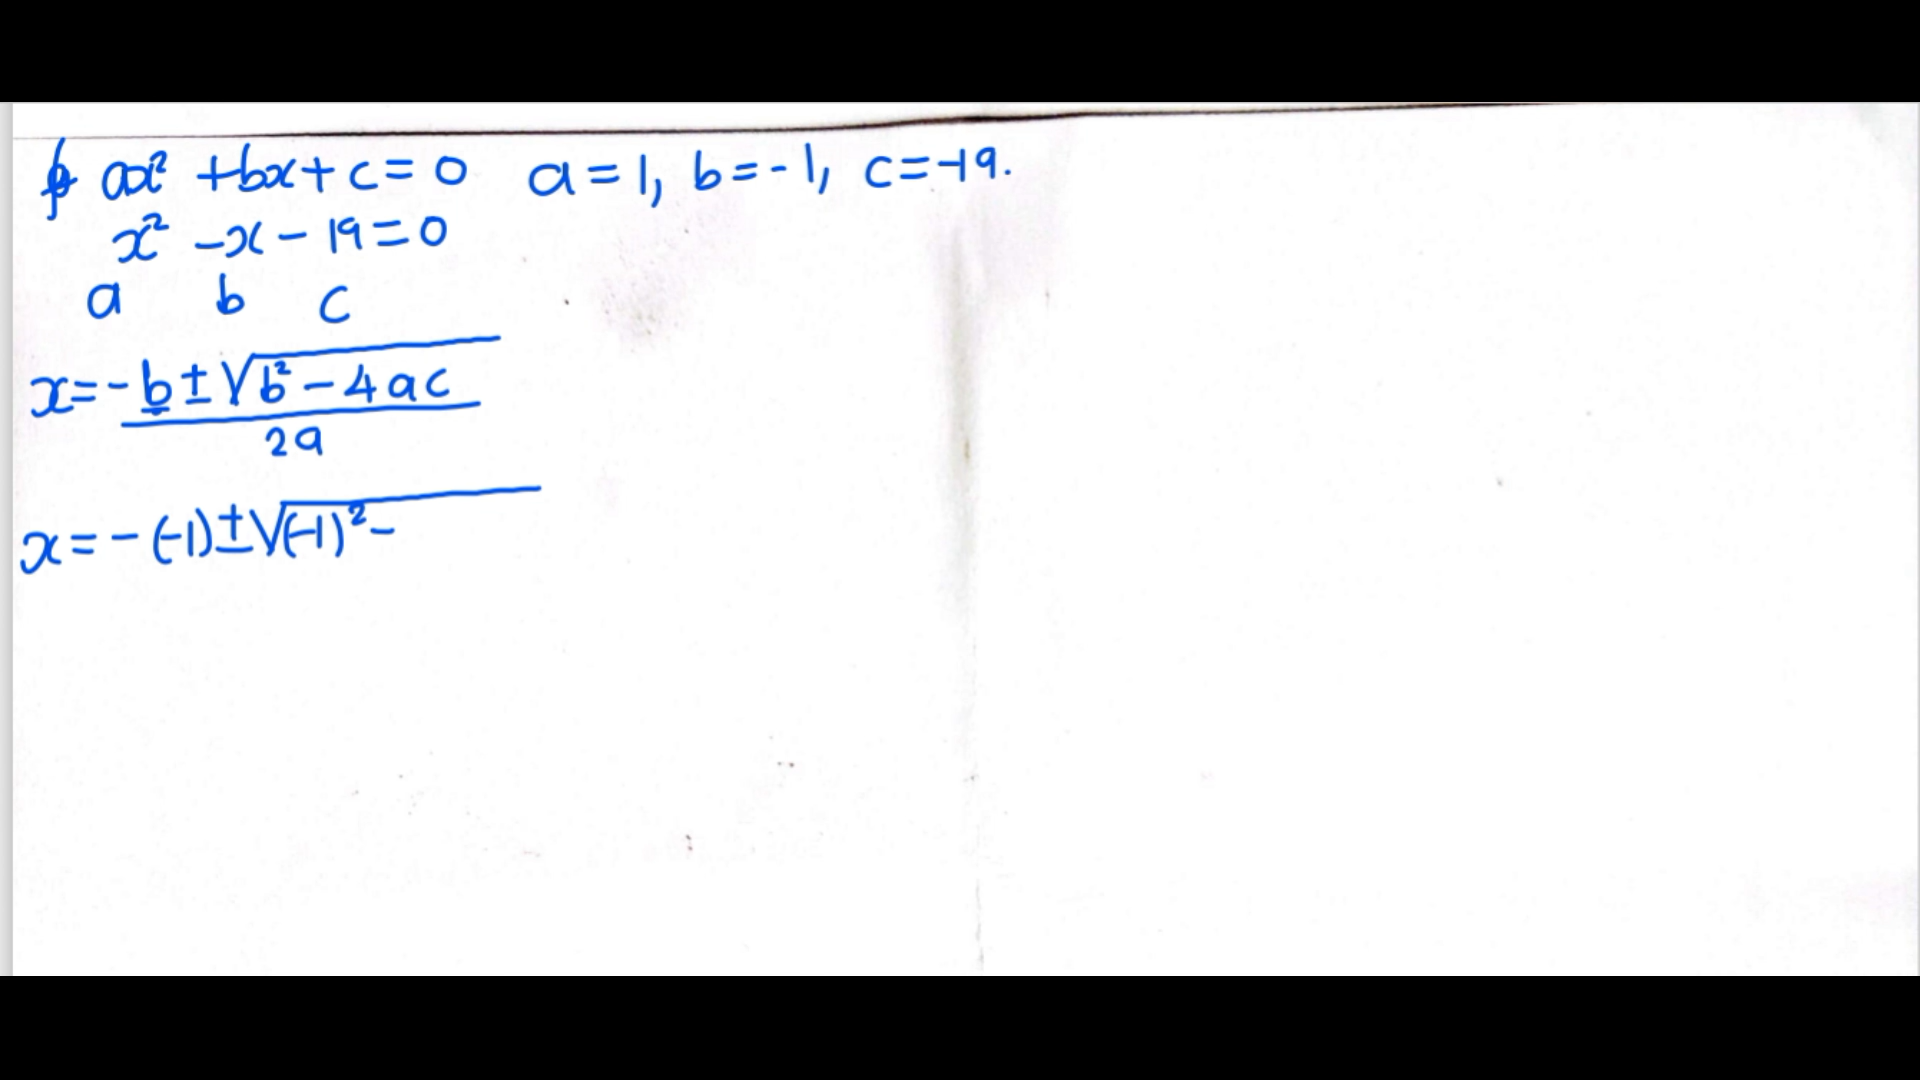 ax² +bx+c=0 a=1, b=-1, c=-19.
x² -x-19=0
a b c
x=-b±√b²-4ac
2a
x=-(-1)±√(-1)²-